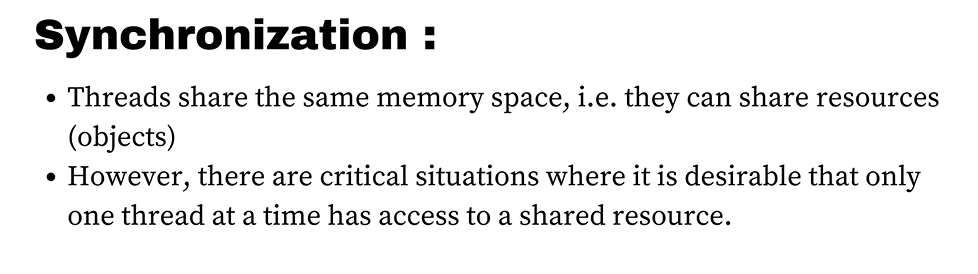 Synchronization :
• Threads share the same memory space, i.e. they can share resources
(objects)
• However, there are critical situations where it is desirable that only
one thread at a time has access to a shared resource.